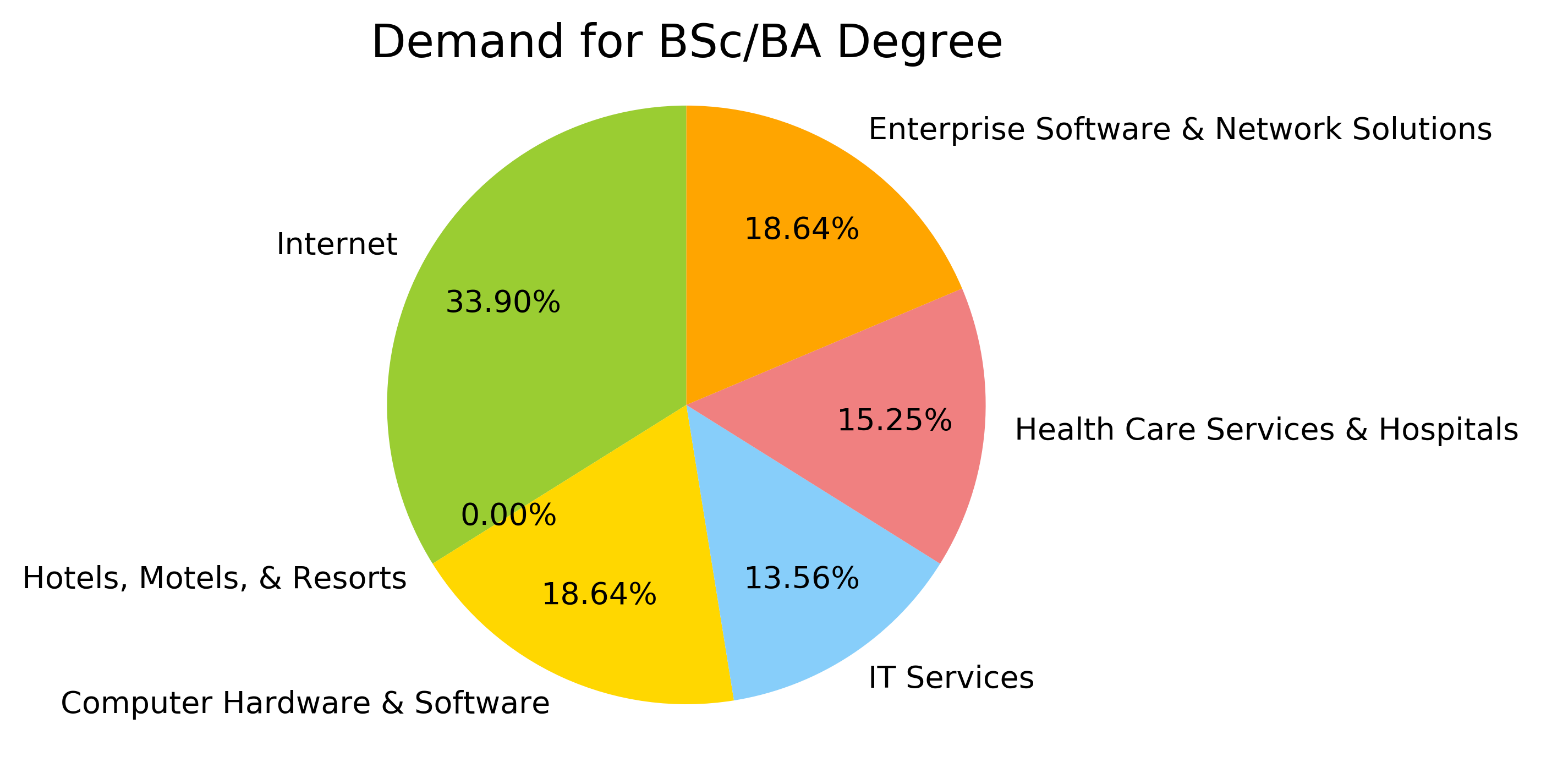 Demand for BSc/BA Degree
Enterprise Software & Network Solutions
18.64%
Internet
33.90%
15.25%
Health Care Services & Hospitals
0.00%
Hotels, Motels, & Resorts
18.64%
13.56%
IT Services
Computer Hardware & Software